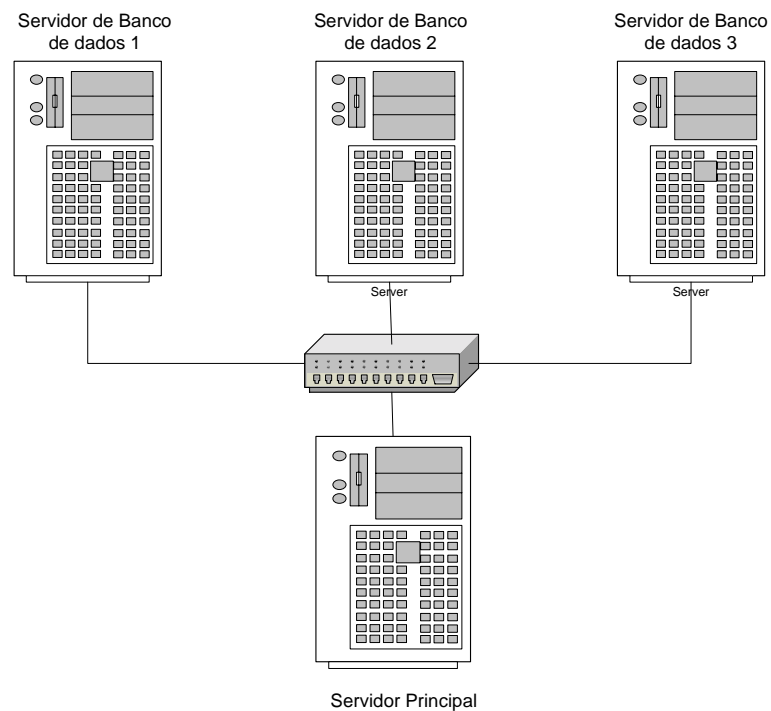 Servidor de Banco
de dados 1
Servidor de Banco
de dados 2
Servidor de Banco
de dados 3
Server
Server
Servidor Principal